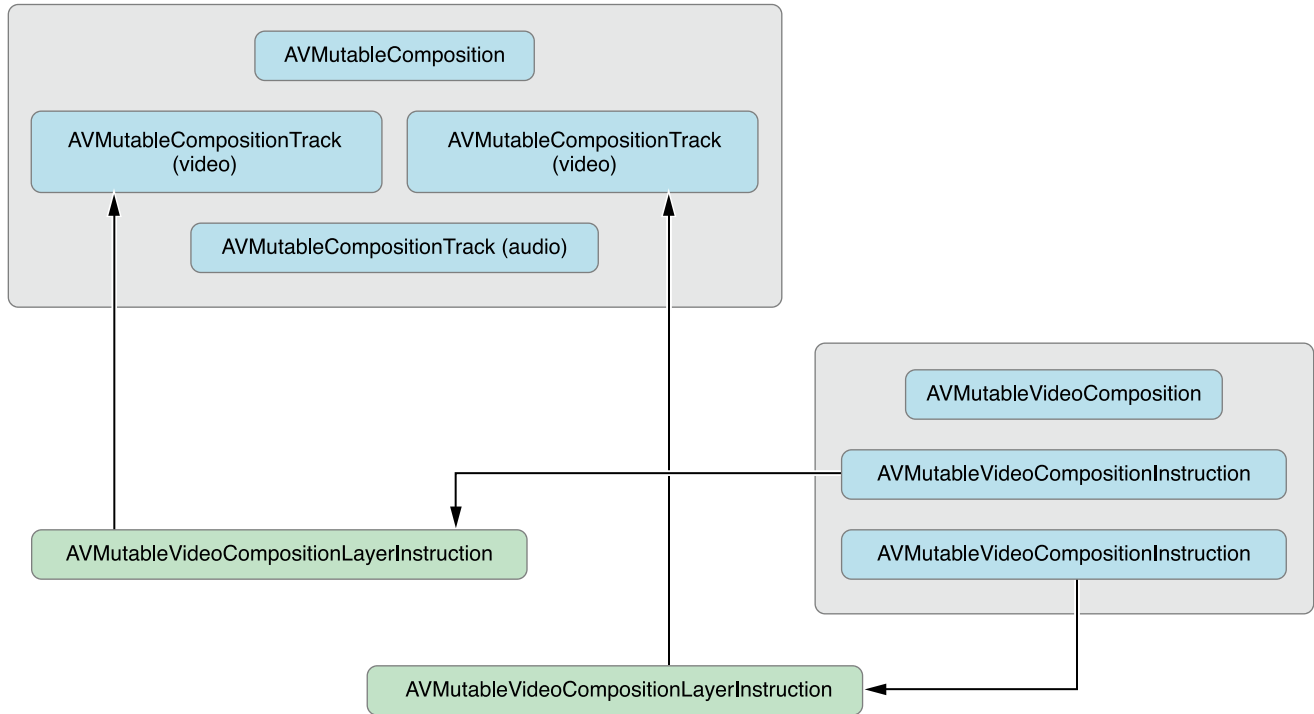 AVMutableComposition
AVMutableCompositionTrack
(video)
AVMutableCompositionTrack
(video)
AVMutableCompositionTrack (audio)
AVMutableVideoComposition
AVMutableVideoCompositionInstruction
AVMutableVideoCompositionInstruction
AVMutableVideoCompositionLayerInstruction
AVMutableVideoCompositionLayerInstruction